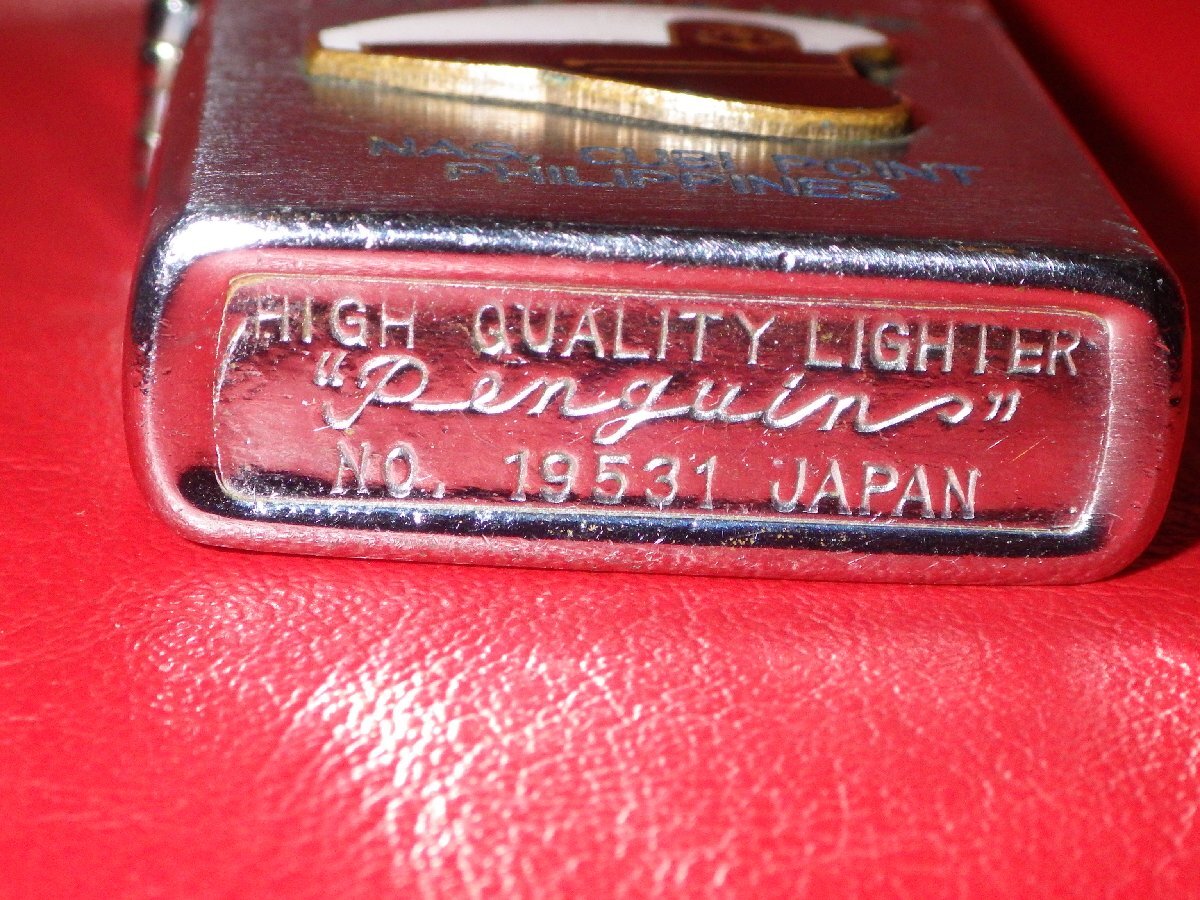 NAS. CUBI POINT
PHILIPPINES
HIGH QUALITY LIGHTER
"Penguins"
NO. 19531 JAPAN